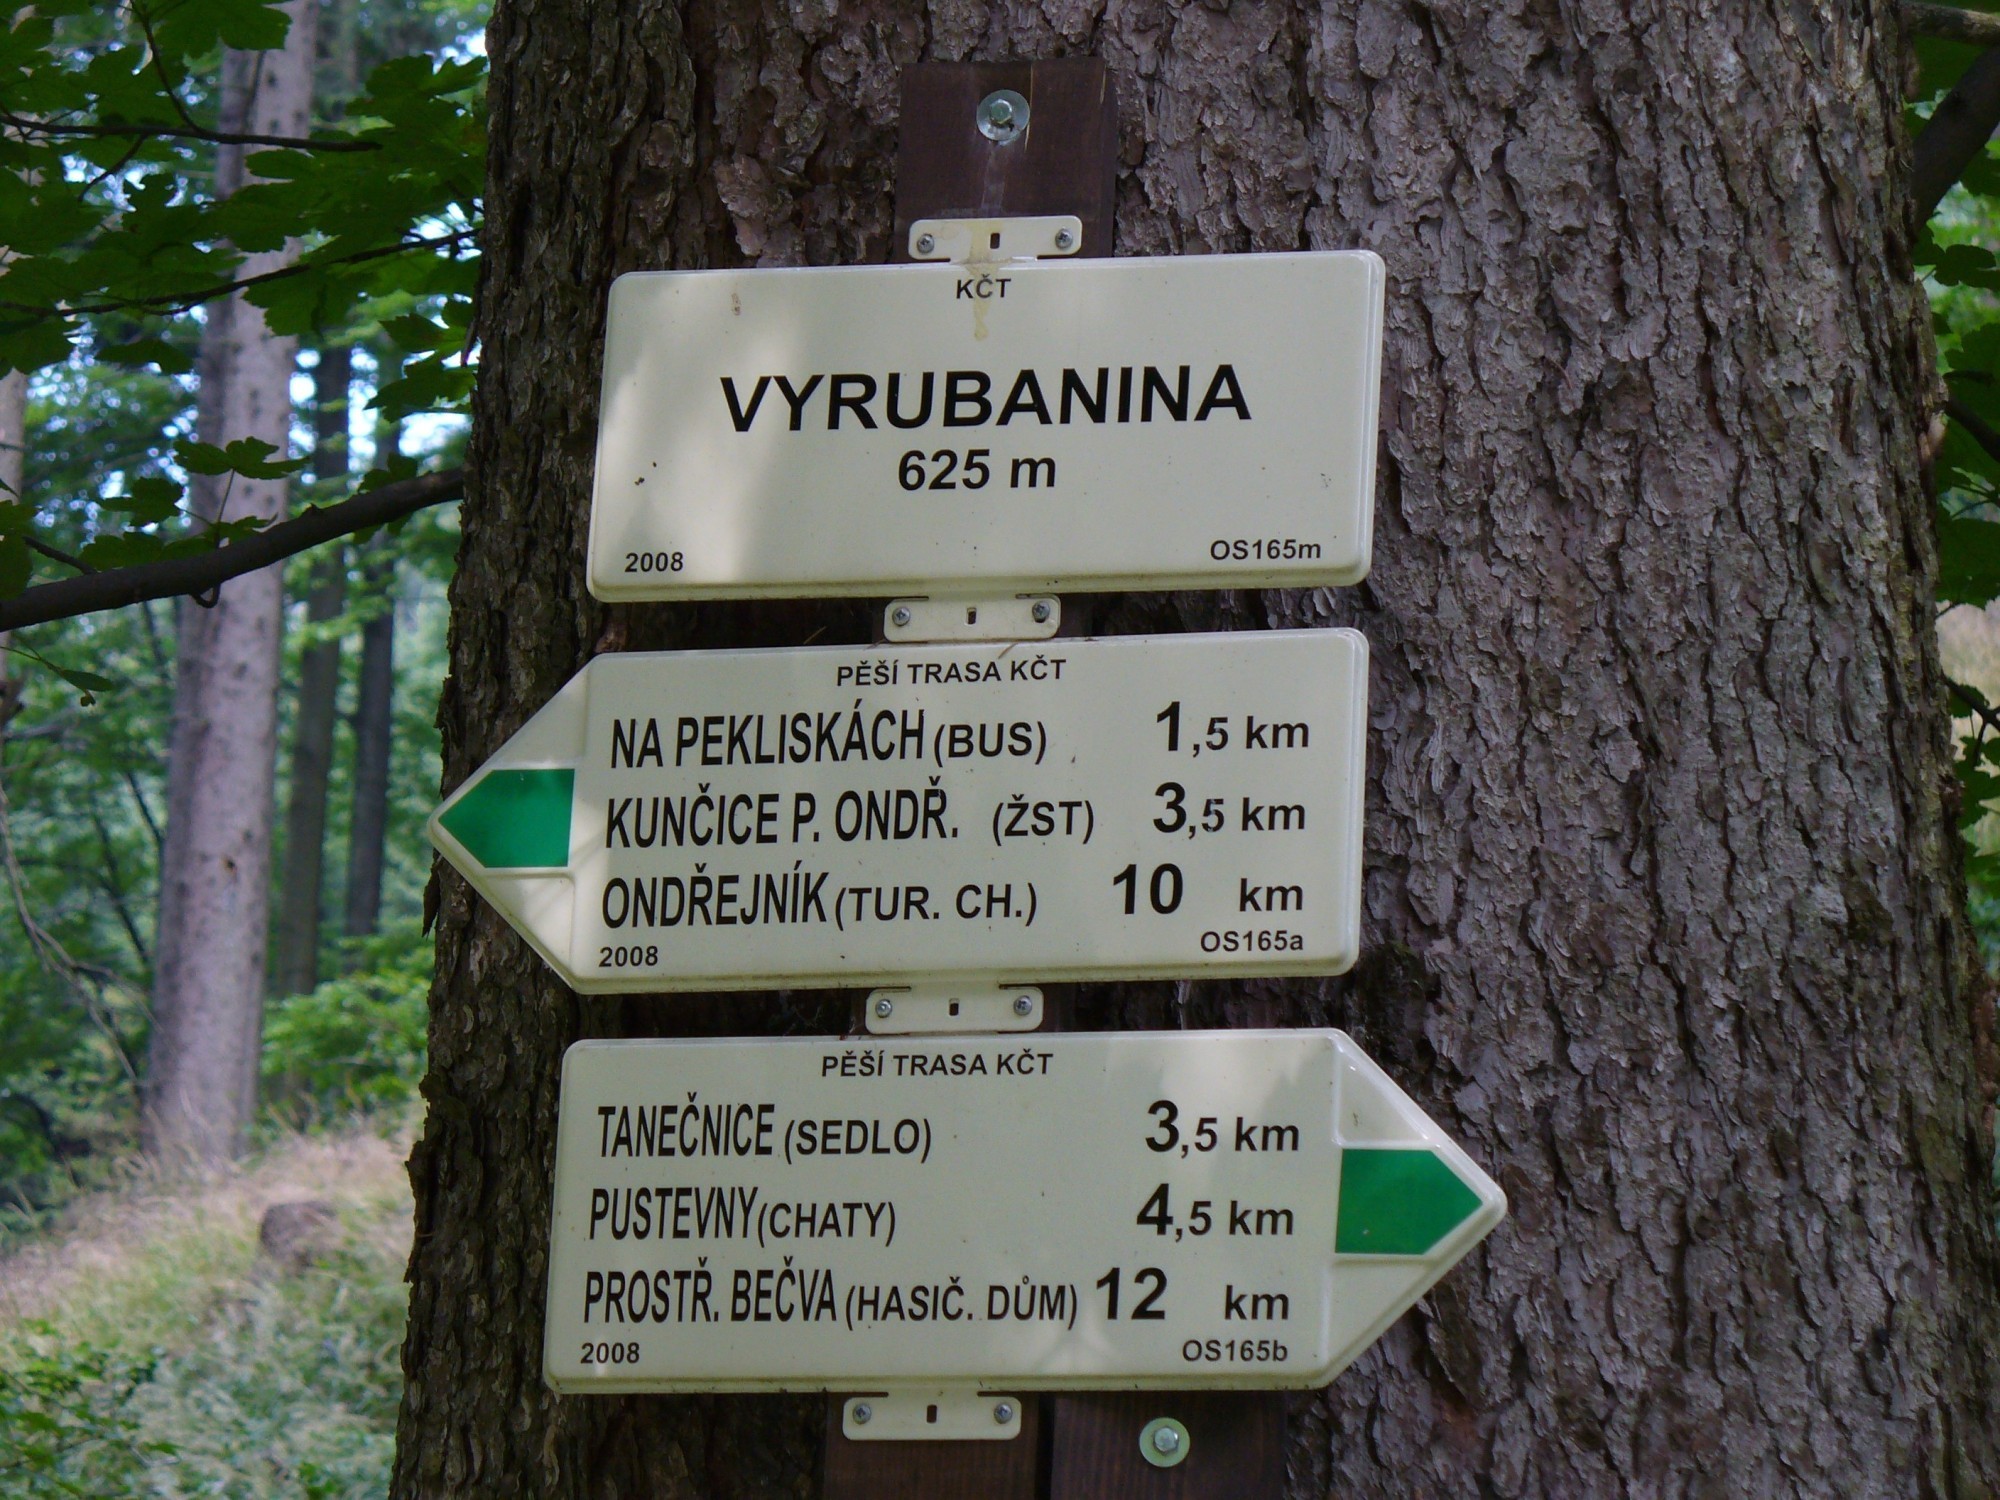 KČT
VYRUBANINA
625 m
2008 OS165m
PĚŠÍ TRASA KČT
NA PEKLISKÁCH (BUS) 1,5 km
KUNČICE P. ONDŘ. (ŽST) 3,5 km
ONDŘEJNÍK (TUR. CH.) 10 km
2008 OS165a
PĚŠÍ TRASA KČT
TANEČNICE (SEDLO) 3,5 km
PUSTEVNY (CHATY) 4,5 km
PROSTŘ. BEČVA (HASIČ. DŮM) 12 km
2008 OS165b